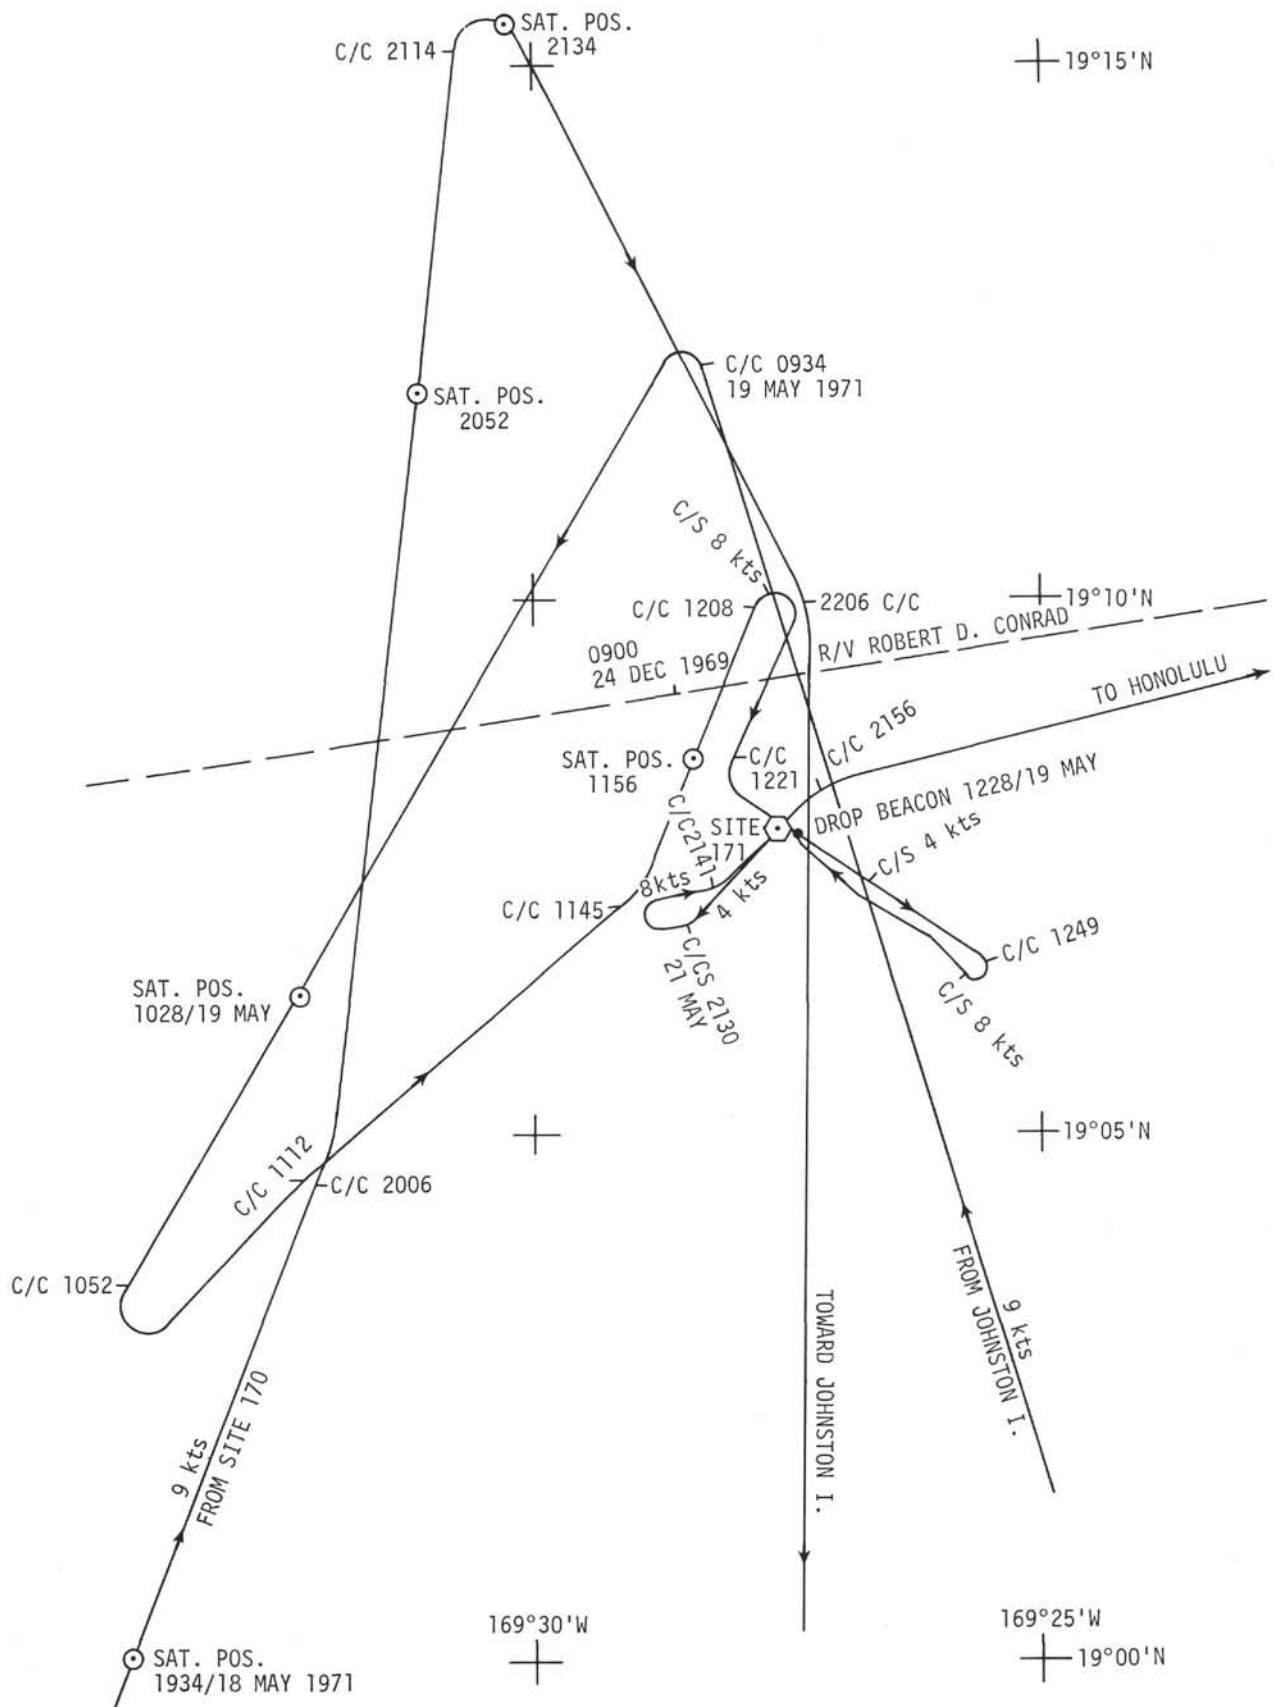 SAT. POS.
2134
C/C 2114
19°15'N
C/C 0934
19 MAY 1971
SAT. POS.
2052
C/S 8 kts
C/C 1208
2206 C/C
19°10'N
R/V ROBERT D. CONRAD
0900
24 DEC 1969
TO HONOLULU
C/C 2156
SAT. POS.
1156
C/C
1221
DROP BEACON 1228/19 MAY
SITE
171
C/C2141
C/S 4 kts
8kts
4 kts
C/C 1145
C/C 1249
C/CS 2130
27 MAY
C/S 8 kts
SAT. POS.
1028/19 MAY
19°05'N
C/C 1112
C/C 2006
C/C 1052
FROM JOHNSTON I.
9 kts
TOWARD JOHNSTON I.
9 kts
FROM SITE 170
169°30'W
169°25'W
19°00'N
SAT. POS.
1934/18 MAY 1971